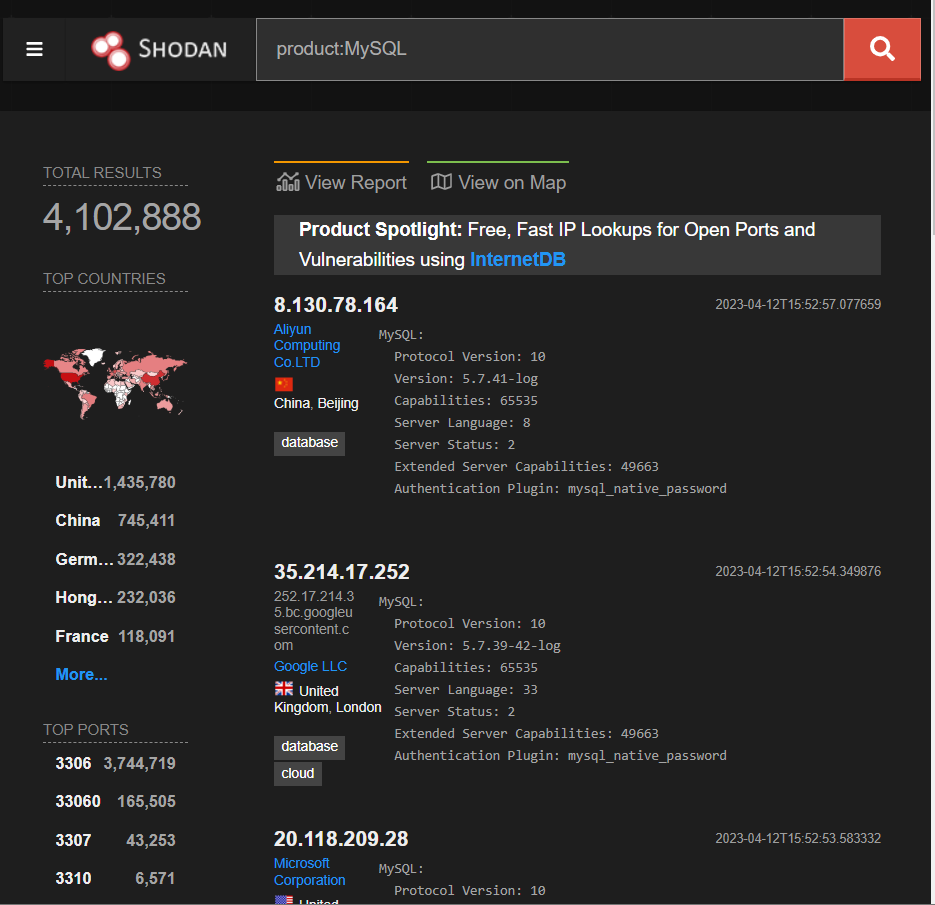 SHODAN
product:MySQL
TOTAL RESULTS
4,102,888
TOP COUNTRIES
Unit... 1,435,780
China 745,411
Germ... 322,438
Hong... 232,036
France 118,091
More...
TOP PORTS
3306 3,744,719
33060 165,505
3307 43,253
3310 6,571
View Report View on Map
Product Spotlight: Free, Fast IP Lookups for Open Ports and
Vulnerabilities using InternetDB
8.130.78.164
2023-04-12T15:52:57.077659
Aliyun
Computing
Co.LTD
China, Beijing
database
MySQL:
Protocol Version: 10
Version: 5.7.41-log
Capabilities: 65535
Server Language: 8
Server Status: 2
Extended Server Capabilities: 49663
Authentication Plugin: mysql_native_password
35.214.17.252
2023-04-12T15:52:54.349876
252.17.214.3
5.bc.googleu
sercontent.c
om
Google LLC
United
Kingdom, London
database
cloud
MySQL:
Protocol Version: 10
Version: 5.7.39-42-log
Capabilities: 65535
Server Language: 33
Server Status: 2
Extended Server Capabilities: 49663
Authentication Plugin: mysql_native_password
20.118.209.28
2023-04-12T15:52:53.583332
Microsoft
Corporation
United
MySQL:
Protocol Version: 10